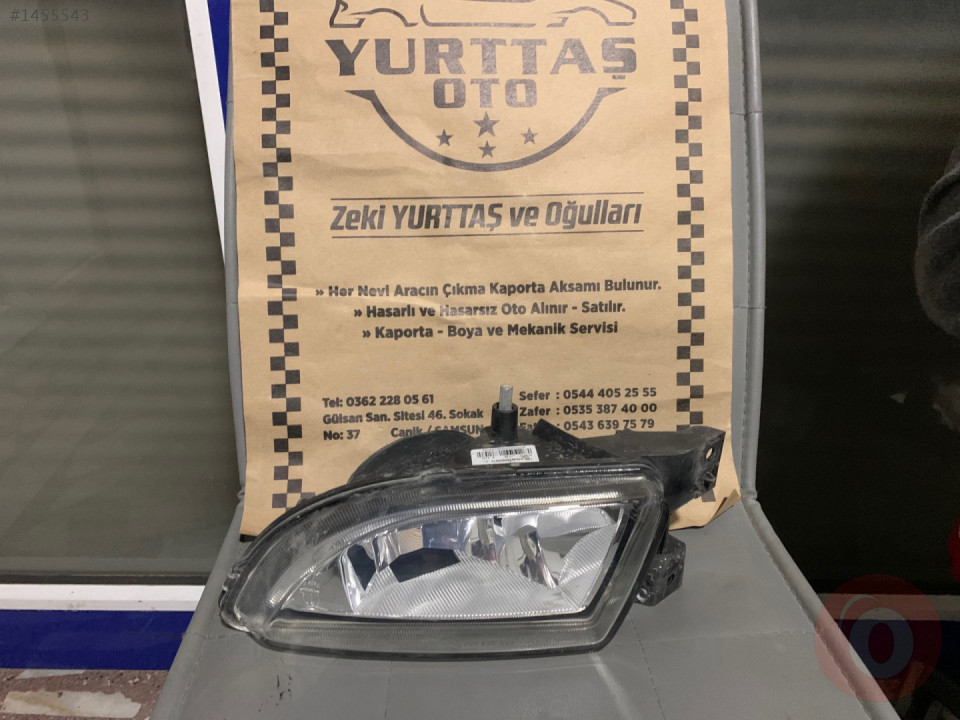 #1455543
YURTTAŞ
OTO
Zeki YURTTAŞ ve Oğulları
» Her Nevi Aracın Çıkma Kaporta Aksamı Bulunur.
» Hasarlı ve Hasarsız Oto Alınır - Satılır.
» Kaporta - Boya ve Mekanik Servisi
Tel: 0362 228 05 61
Gülsan San. Sitesi 46. Sokak
No: 37 Canik / SAMSUN
Sefer : 0544 405 25 55
Zafer : 0535 387 40 00
: 0543 639 75 79